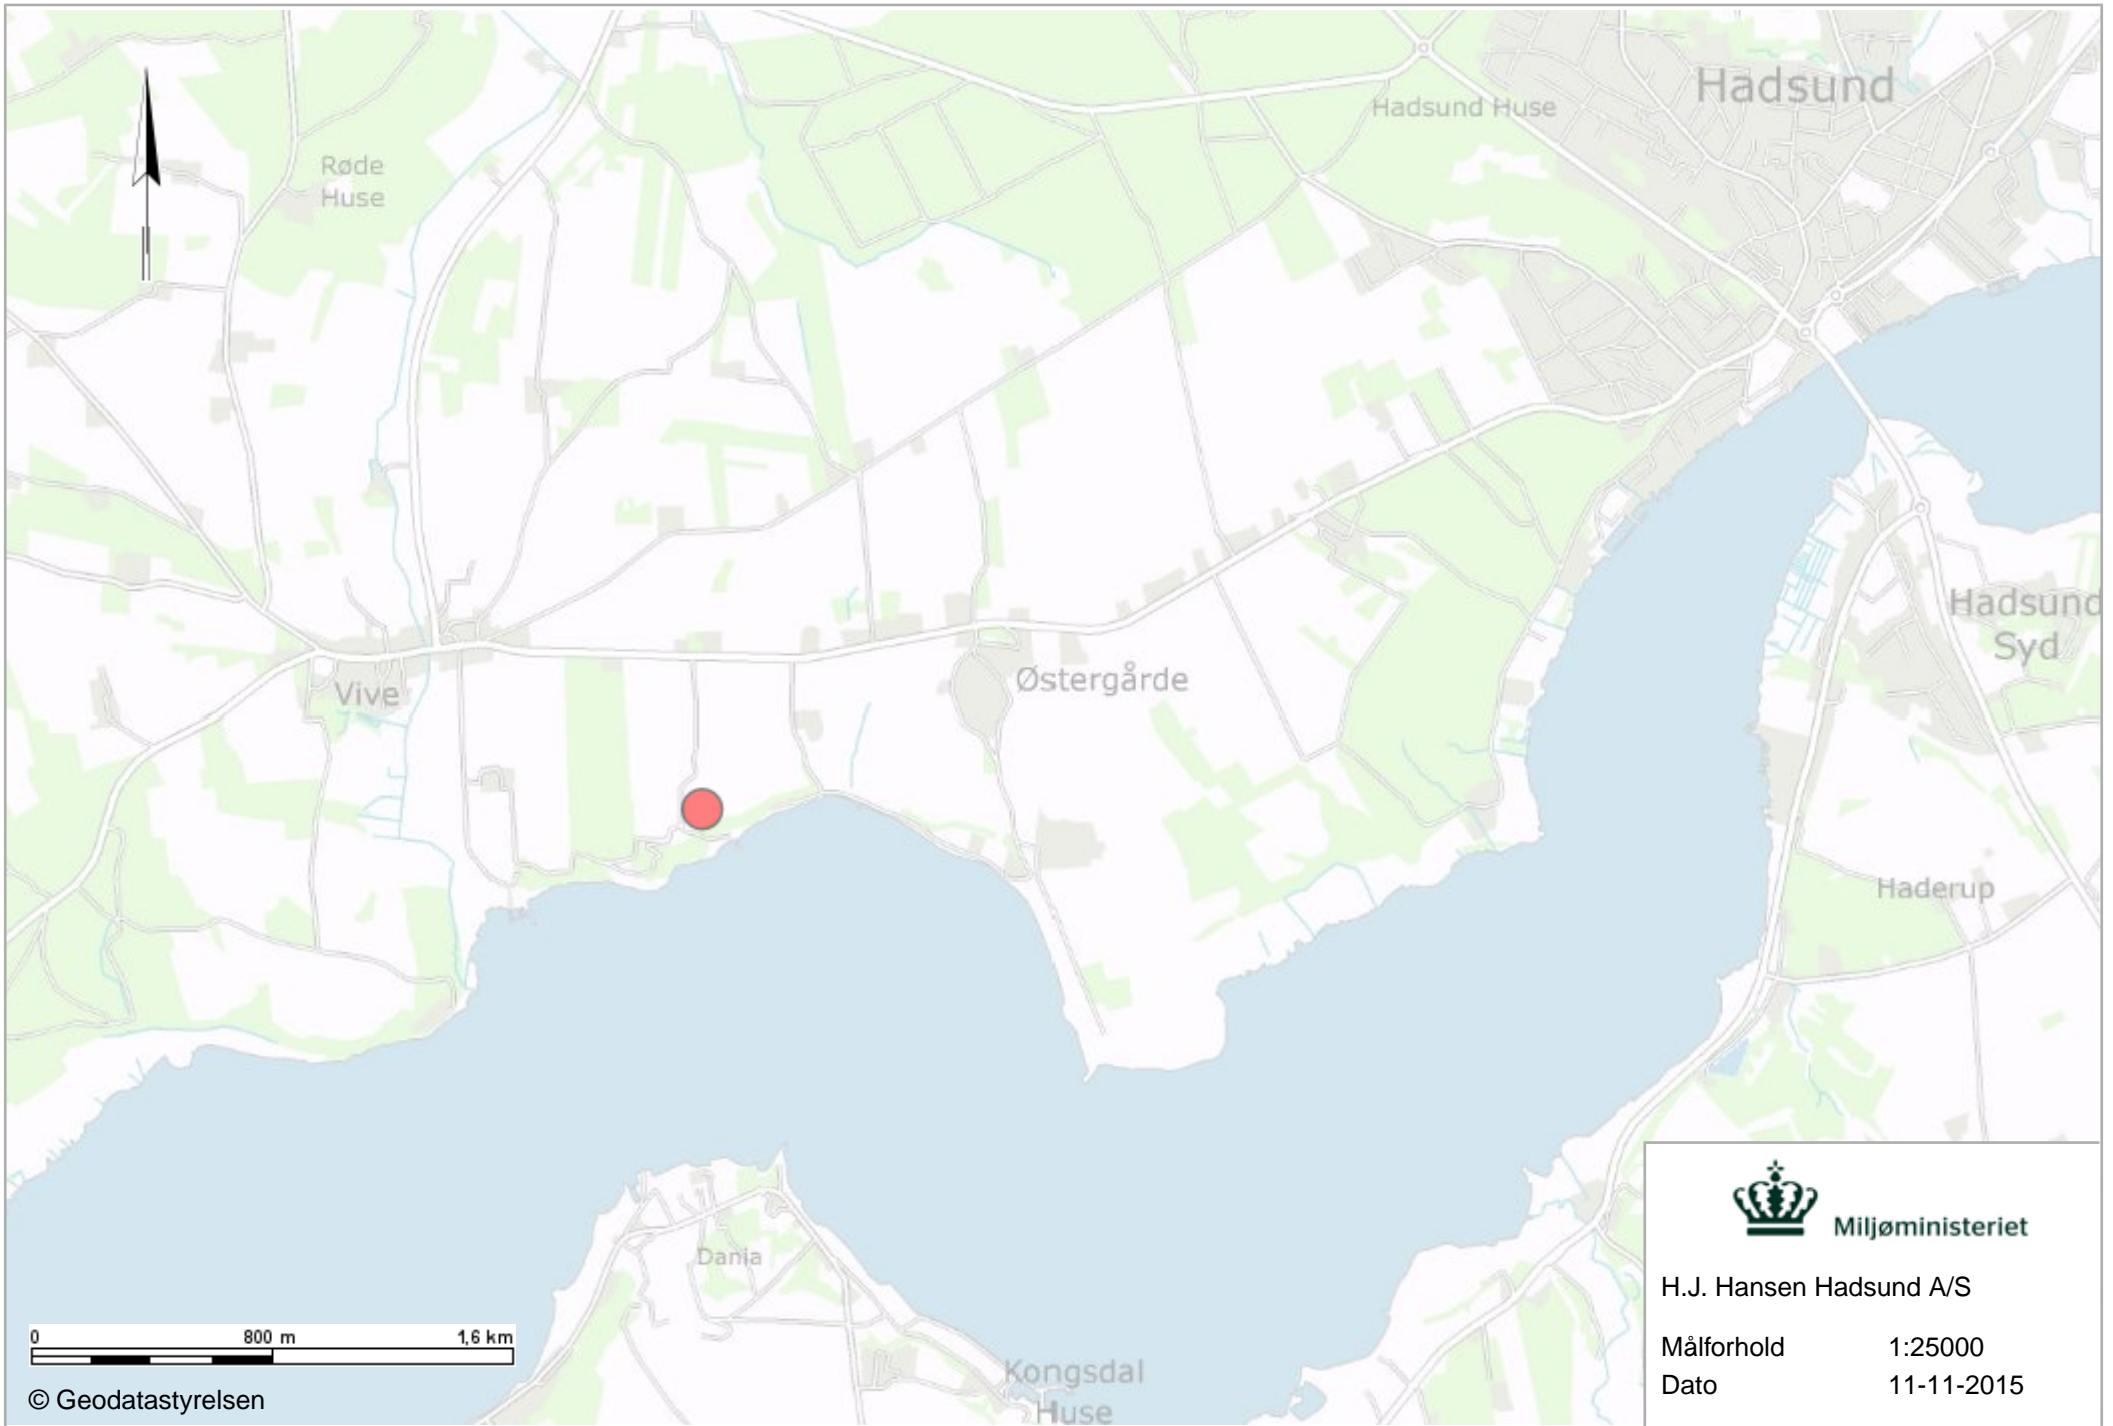 Hadsund
Hadsund Huse
Røde
Huse
Hadsund
Syd
Østergårde
Vive
Haderup
Dania
Kongsdal
Huse
0 800 m 1,6 km
© Geodatastyrelsen
Miljøministeriet
H.J. Hansen Hadsund A/S
Målforhold 1:25000
Dato 11-11-2015